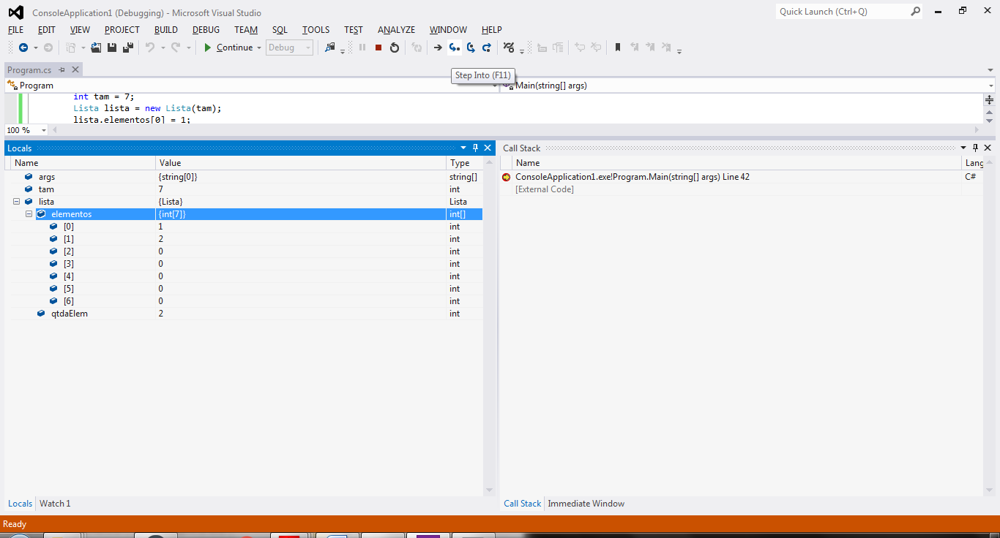 ConsoleApplication1 (Debugging) - Microsoft Visual Studio
Quick Launch (Ctrl+Q)
FILE EDIT VIEW PROJECT BUILD DEBUG TEAM SQL TOOLS TEST ANALYZE WINDOW HELP
Continue Debug
Program.cs
Step Into (F11)
Program Main(string[] args)
int tam = 7;
Lista lista = new Lista(tam);
lista.elementos[0] = 1;
100 %
Locals
Name Value Type
args {string[0]} string[]
tam 7 int
lista {Lista} Lista
elementos {int[7]} int[]
[0] 1 int
[1] 2 int
[2] 0 int
[3] 0 int
[4] 0 int
[5] 0 int
[6] 0 int
qtdaElem 2 int
Locals Watch 1
Call Stack
Name Lang
ConsoleApplication1.exe!Program.Main(string[] args) Line 42 C#
[External Code]
Call Stack Immediate Window
Ready